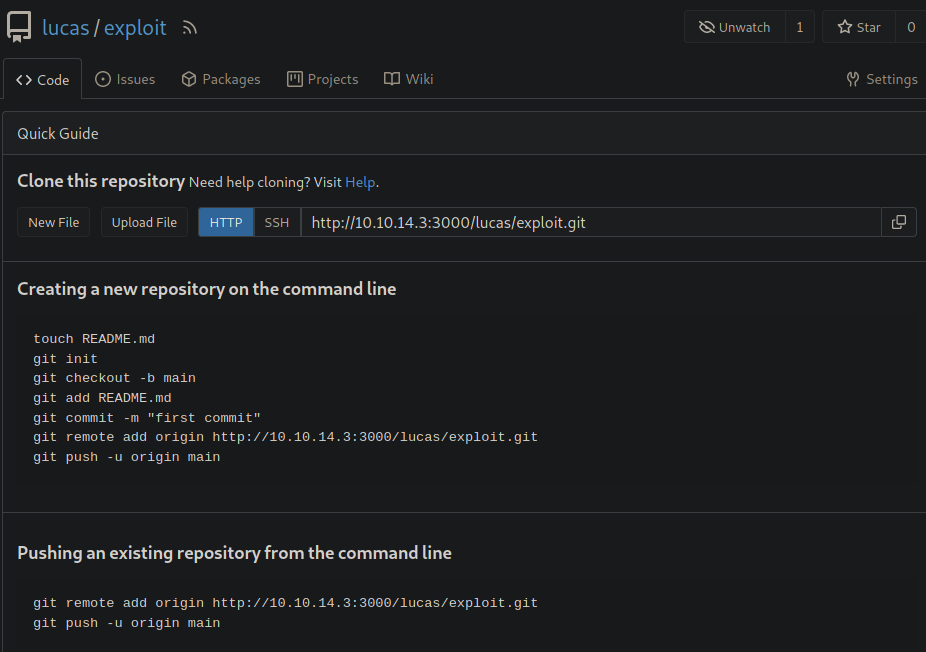 lucas / exploit Unwatch 1 Star 0
Code Issues Packages Projects Wiki Settings
Quick Guide
Clone this repository Need help cloning? Visit Help.
New File Upload File HTTP SSH http://10.10.14.3:3000/lucas/exploit.git
Creating a new repository on the command line
touch README.md
git init
git checkout -b main
git add README.md
git commit -m "first commit"
git remote add origin http://10.10.14.3:3000/lucas/exploit.git
git push -u origin main
Pushing an existing repository from the command line
git remote add origin http://10.10.14.3:3000/lucas/exploit.git
git push -u origin main